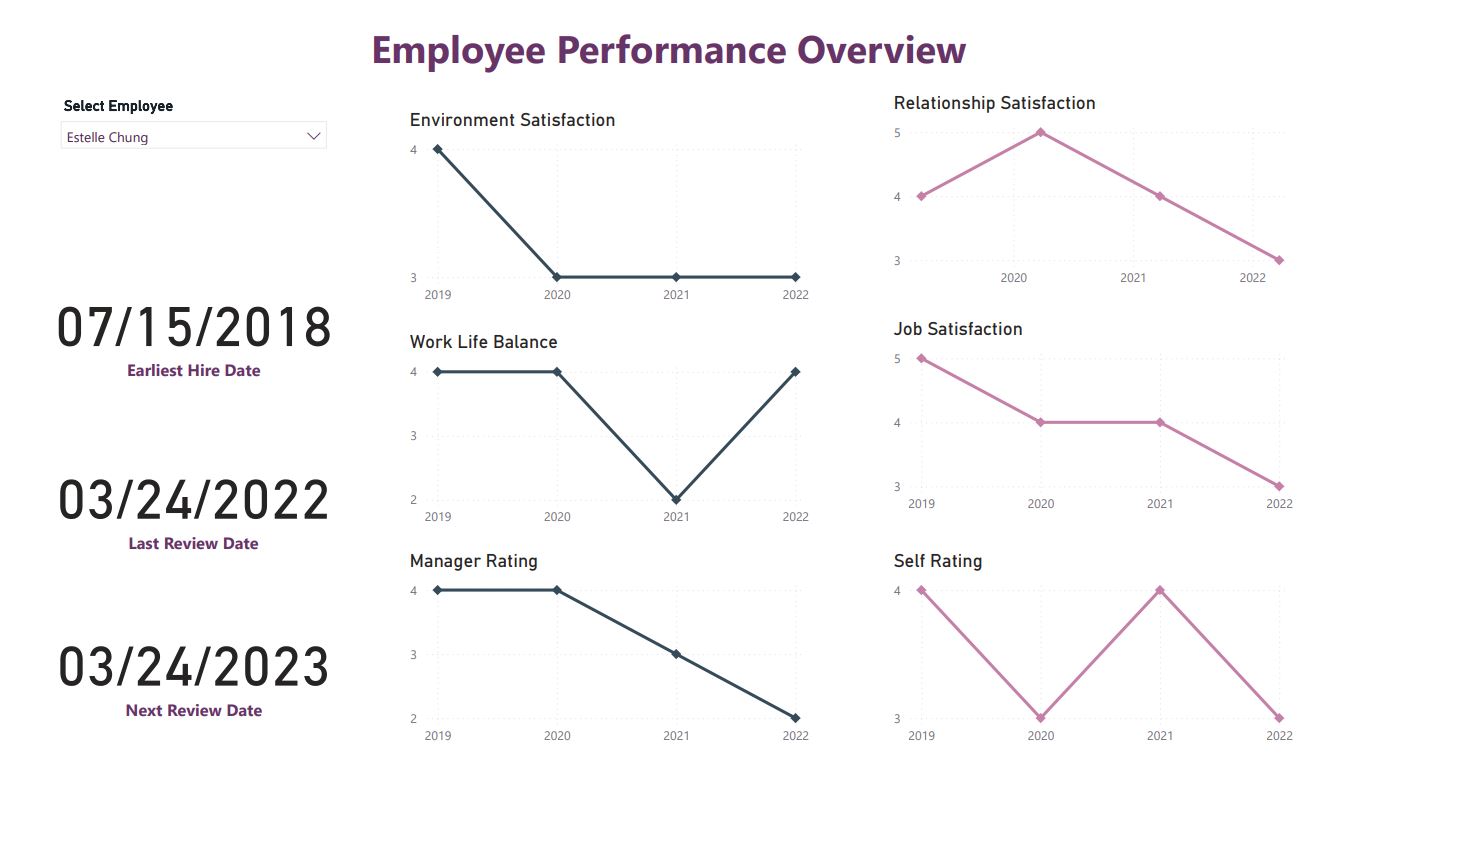 Employee Performance Overview
Select Employee
Estelle Chung
07/15/2018
Earliest Hire Date
03/24/2022
Last Review Date
03/24/2023
Next Review Date
Environment Satisfaction
4
3
2019 2020 2021 2022
Work Life Balance
4
3
2
2019 2020 2021 2022
Manager Rating
4
3
2
2019 2020 2021 2022
Relationship Satisfaction
5
4
3
2020 2021 2022
Job Satisfaction
5
4
3
2019 2020 2021 2022
Self Rating
4
3
2019 2020 2021 2022